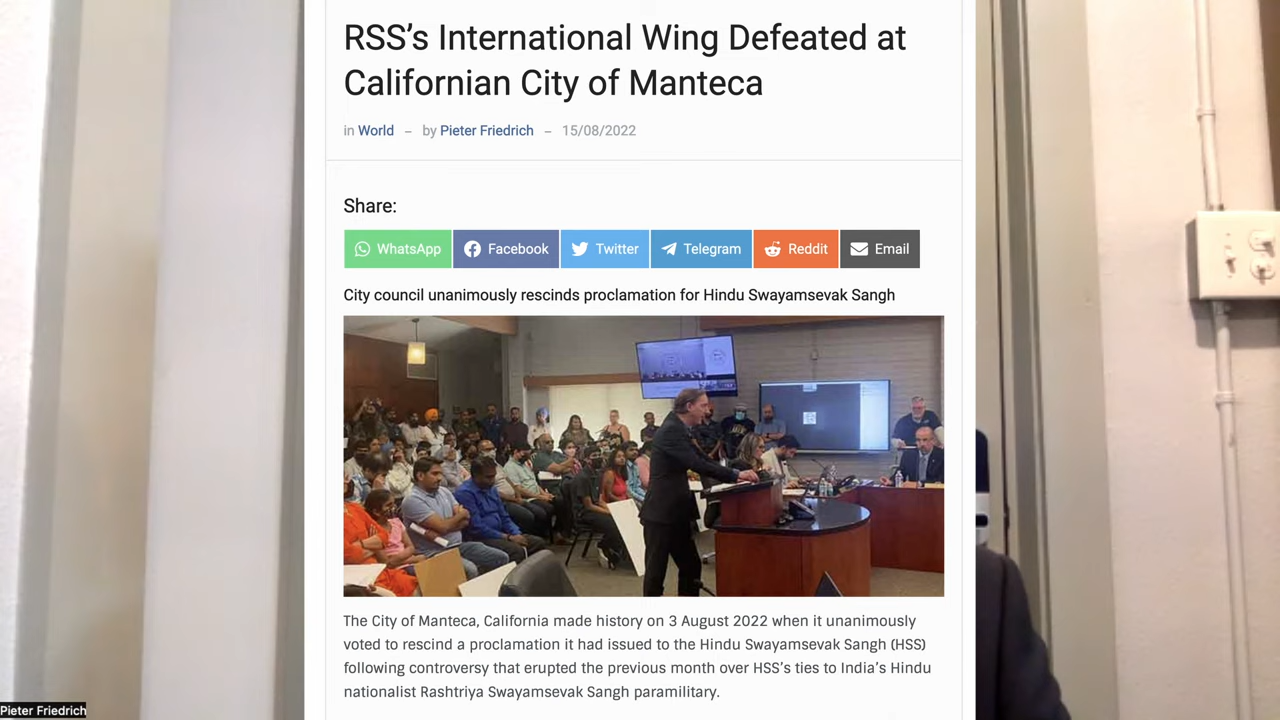 RSS’s International Wing Defeated at
Californian City of Manteca
in World – by Pieter Friedrich – 15/08/2022
Share:
WhatsApp Facebook Twitter Telegram Reddit Email
City council unanimously rescinds proclamation for Hindu Swayamsevak Sangh
The City of Manteca, California made history on 3 August 2022 when it unanimously
voted to rescind a proclamation it had issued to the Hindu Swayamsevak Sangh (HSS)
following controversy that erupted the previous month over HSS’s ties to India’s Hindu
nationalist Rashtriya Swayamsevak Sangh paramilitary.
Pieter Friedrich